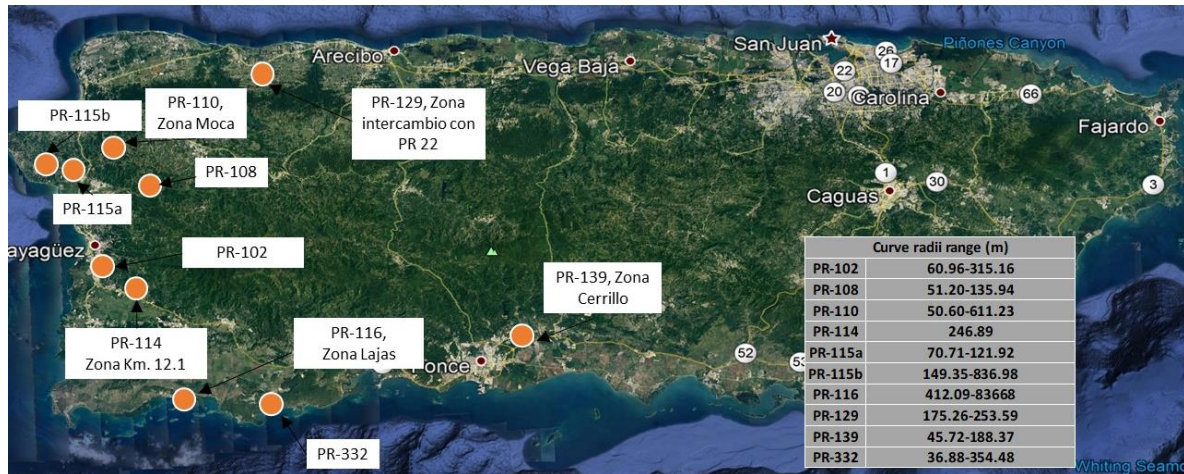 San Juan
Piñones Canyon
Arecibo
Vega Baja
26
17
22
20
Carolina
66
Fajardo
PR-115b
PR-110,
Zona Moca
PR-129, Zona
intercambio con
PR 22
PR-108
PR-115a
1
30
3
Caguas
ayagüez
PR-102
PR-139, Zona
Cerrillo
PR-114
Zona Km. 12.1
PR-116,
Zona Lajas
Ponce
52
53
PR-332
Curve radii range (m)
PR-102 60.96-315.16
PR-108 51.20-135.94
PR-110 50.60-611.23
PR-114 246.89
PR-115a 70.71-121.92
PR-115b 149.35-836.98
PR-116 412.09-83668
PR-129 175.26-253.59
PR-139 45.72-188.37
PR-332 36.88-354.48
Whiting Seamo